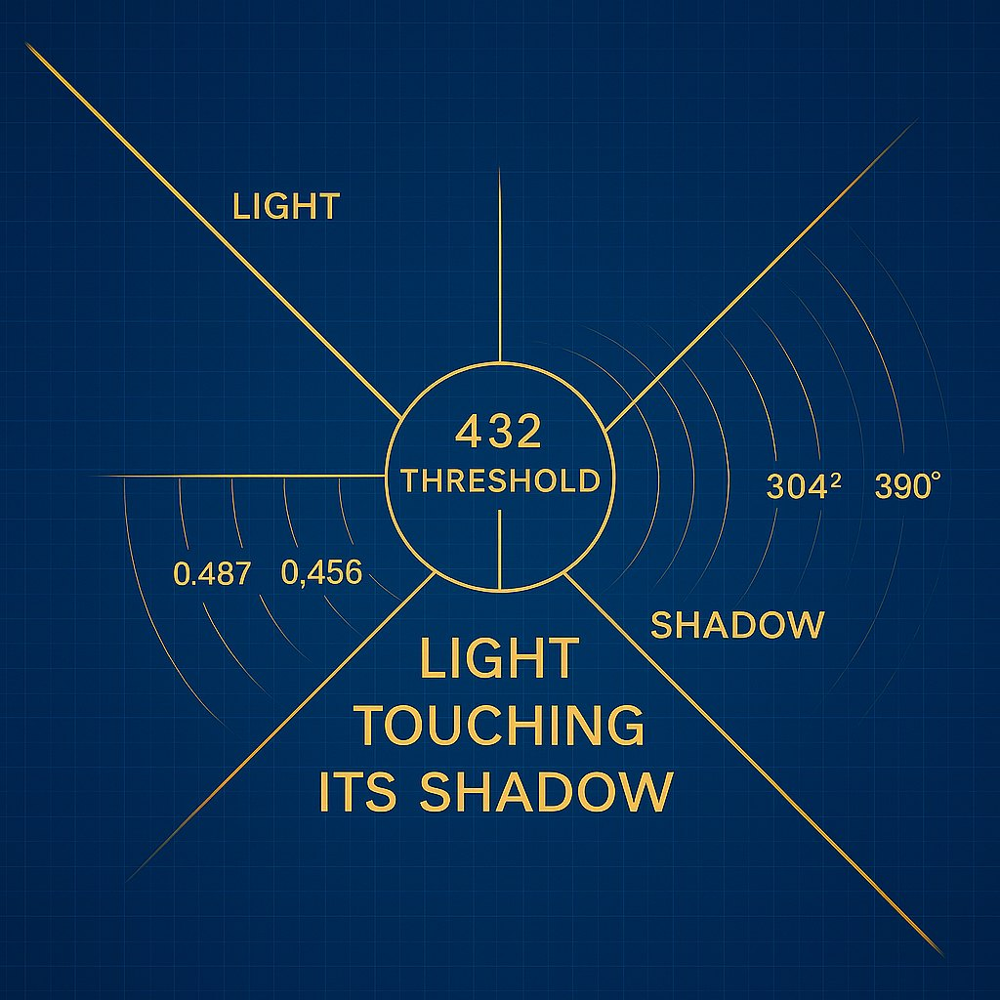 LIGHT
432
THRESHOLD
304² 390°
0.487 0,456
SHADOW
LIGHT
TOUCHING
ITS SHADOW